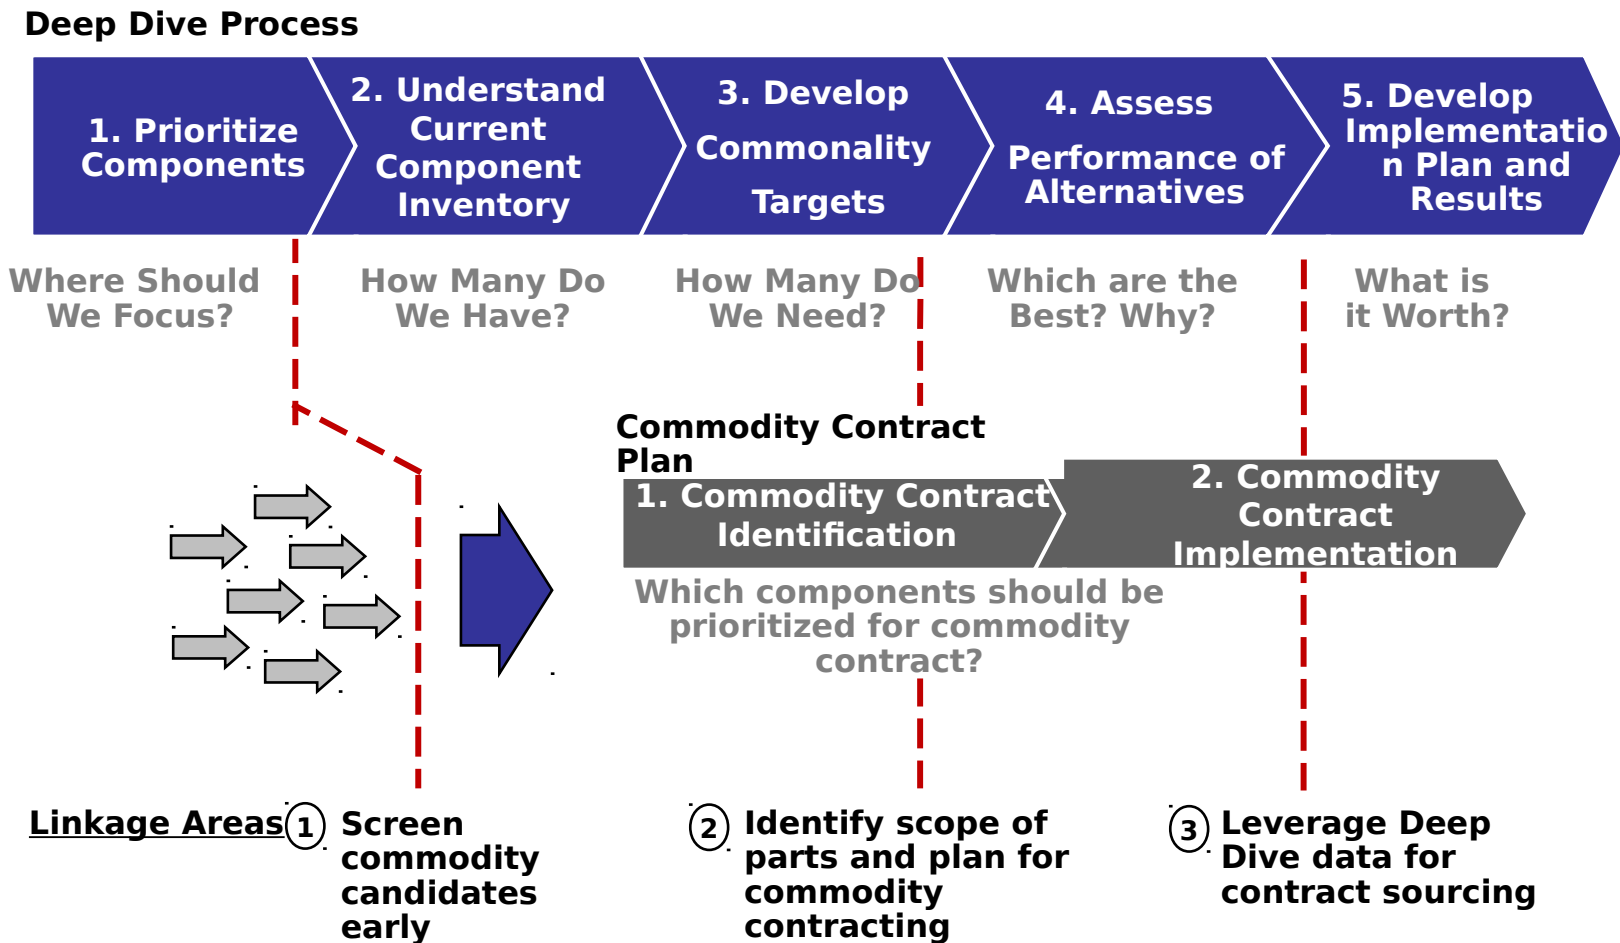 Deep Dive Process
1. Prioritize
Components
2. Understand
Current
Component
Inventory
3. Develop
Commonality
Targets
4. Assess
Performance of
Alternatives
5. Develop
Implementatio
n Plan and
Results
Where Should
We Focus?
How Many Do
We Have?
How Many Do
We Need?
Which are the
Best? Why?
What is
it Worth?
Commodity Contract
Plan
1. Commodity Contract
Identification
2. Commodity
Contract
Implementation
Which components should be
prioritized for commodity
contract?
Linkage Areas
1
Screen
commodity
candidates
early
2
Identify scope of
parts and plan for
commodity
contracting
3
Leverage Deep
Dive data for
contract sourcing